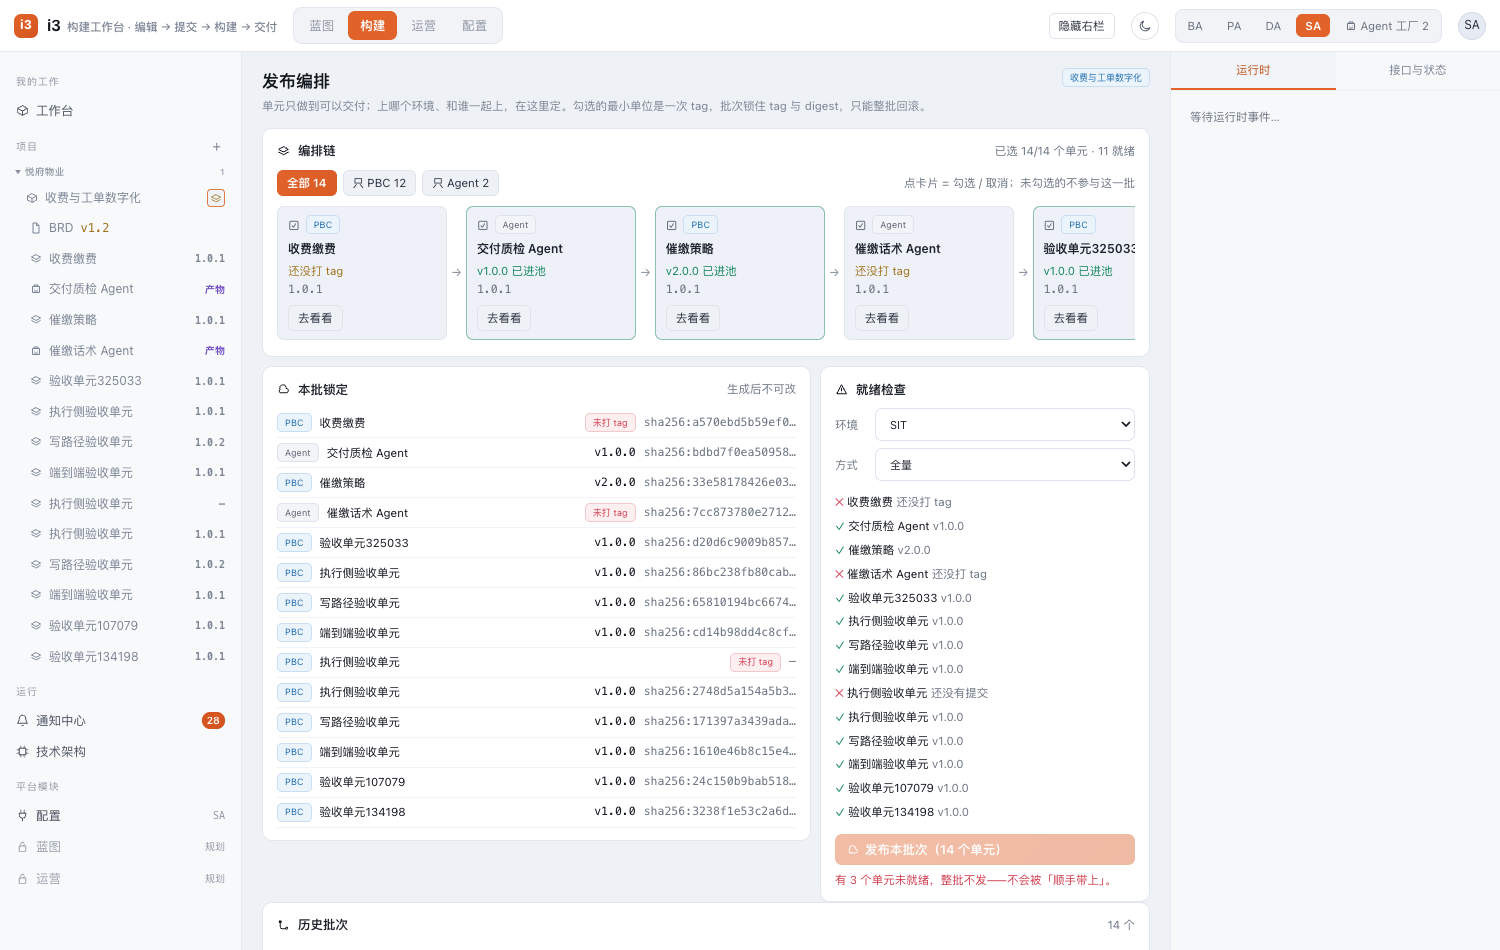 i3 i3 构建工作台 · 编辑 → 提交 → 构建 → 交付 蓝图 构建 运营 配置 隐藏右栏 BA PA DA SA Agent 工厂 2 SA
我的工作
工作台
项目 +
悦府物业 1
收费与工单数字化
BRD v1.2
收费缴费 1.0.1
交付质检 Agent 产物
催缴策略 1.0.1
催缴话术 Agent 产物
验收单元325033 1.0.1
执行侧验收单元 1.0.1
写路径验收单元 1.0.2
端到端验收单元 1.0.1
执行侧验收单元 —
执行侧验收单元 1.0.1
写路径验收单元 1.0.2
端到端验收单元 1.0.1
验收单元107079 1.0.1
验收单元134198 1.0.1
运行
通知中心 28
技术架构
平台模块
配置 SA
蓝图 规划
运营 规划
发布编排 收费与工单数字化
单元只做到可以交付；上哪个环境、和谁一起上，在这里定。勾选的最小单位是一次 tag，批次锁住 tag 与 digest，只能整批回滚。
编排链 已选 14/14 个单元 · 11 就绪
全部 14 只 PBC 12 只 Agent 2 点卡片 = 勾选 / 取消；未勾选的不参与这一批
PBC
收费缴费
还没打 tag
1.0.1
去看看
→
Agent
交付质检 Agent
v1.0.0 已进池
1.0.1
去看看
→
PBC
催缴策略
v2.0.0 已进池
1.0.1
去看看
→
Agent
催缴话术 Agent
还没打 tag
1.0.1
去看看
→
PBC
验收单元325033
v1.0.0 已进池
1.0.1
去看看
本批锁定 生成后不可改
PBC 收费缴费 未打 tag sha256:a570ebd5b59ef0…
Agent 交付质检 Agent v1.0.0 sha256:bdbd7f0ea50958…
PBC 催缴策略 v2.0.0 sha256:33e58178426e03…
Agent 催缴话术 Agent 未打 tag sha256:7cc873780e2712…
PBC 验收单元325033 v1.0.0 sha256:d20d6c9009b857…
PBC 执行侧验收单元 v1.0.0 sha256:86bc238fb80cab…
PBC 写路径验收单元 v1.0.0 sha256:65810194bc6674…
PBC 端到端验收单元 v1.0.0 sha256:cd14b98dd4c8cf…
PBC 执行侧验收单元 未打 tag —
PBC 执行侧验收单元 v1.0.0 sha256:2748d5a154a5b3…
PBC 写路径验收单元 v1.0.0 sha256:171397a3439ada…
PBC 端到端验收单元 v1.0.0 sha256:1610e46b8c15e4…
PBC 验收单元107079 v1.0.0 sha256:24c150b9bab518…
PBC 验收单元134198 v1.0.0 sha256:3238f1e53c2a6d…
就绪检查
环境 SIT
方式 全量
✕ 收费缴费 还没打 tag
✓ 交付质检 Agent v1.0.0
✓ 催缴策略 v2.0.0
✕ 催缴话术 Agent 还没打 tag
✓ 验收单元325033 v1.0.0
✓ 执行侧验收单元 v1.0.0
✓ 写路径验收单元 v1.0.0
✓ 端到端验收单元 v1.0.0
✕ 执行侧验收单元 还没有提交
✓ 执行侧验收单元 v1.0.0
✓ 写路径验收单元 v1.0.0
✓ 端到端验收单元 v1.0.0
✓ 验收单元107079 v1.0.0
✓ 验收单元134198 v1.0.0
发布本批次（14 个单元）
有 3 个单元未就绪，整批不发——不会被「顺手带上」。
历史批次 14 个
运行时 接口与状态
等待运行时事件…